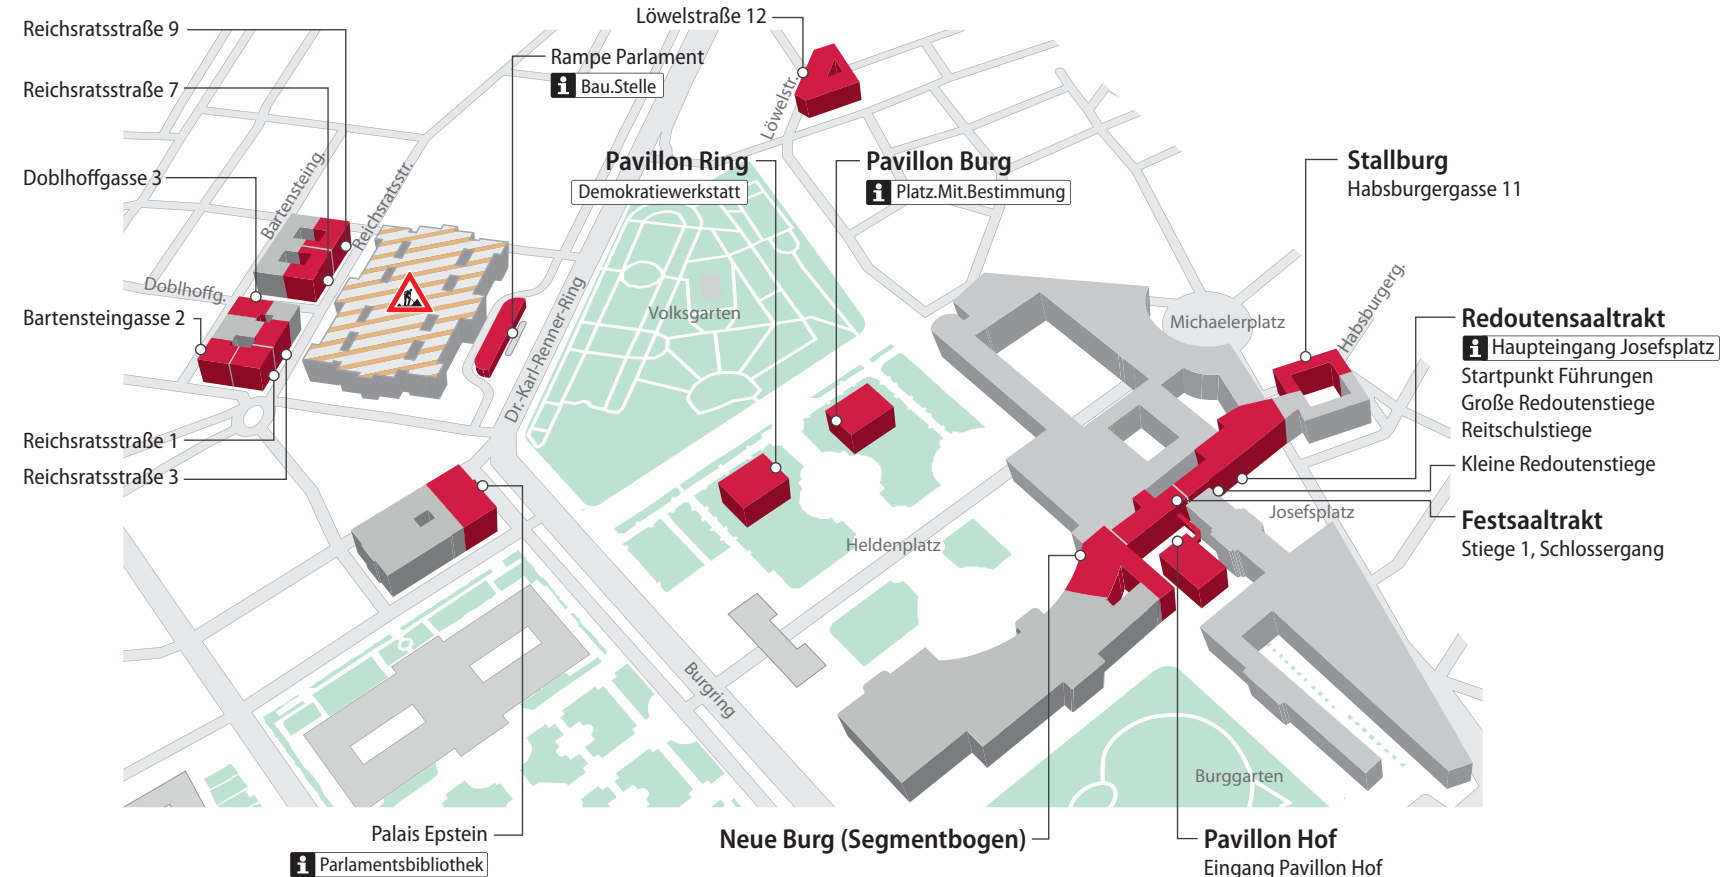 Reichsratsstraße 9
Reichsratsstraße 7
Doblhoffgasse 3
Bartensteingasse 2
Reichsratsstraße 1
Reichsratsstraße 3
Bartensteing.
Reichsratsstr.
Doblhoffg.
Rampe Parlament
i Bau.Stelle
Löwelstraße 12
Löwelstr.
Pavillon Ring
Demokratiewerkstatt
Pavillon Burg
i Platz.Mit.Bestimmung
Stallburg
Habsburgergasse 11
Habsburgerg.
Michaelerplatz
Volksgarten
Dr.-Karl-Renner-Ring
Redoutensaaltrakt
i Haupteingang Josefsplatz
Startpunkt Führungen
Große Redoutenstiege
Reitschulstiege
Kleine Redoutenstiege
Josefsplatz
Festsaaltrakt
Stiege 1, Schlossergang
Heldenplatz
Burgring
Burggarten
Palais Epstein
i Parlamentsbibliothek
Neue Burg (Segmentbogen)
Pavillon Hof
Eingang Pavillon Hof